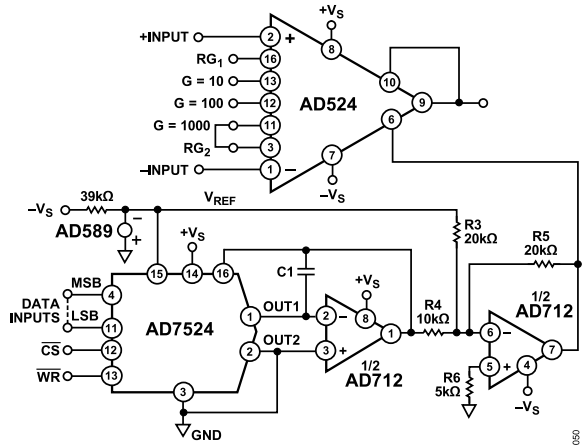 +VS
+INPUT
2
+
8
RG1
16
10
G = 10
13
G = 100
12
AD524
9
G = 1000
11
6
RG2
3
7
–INPUT
1
–
–VS
39kΩ
VREF
–VS
–
+
AD589
+VS
R3
20kΩ
R5
20kΩ
15
14
16
C1
MSB
4
+VS
1/2
AD712
DATA
INPUTS
OUT1
R4
10kΩ
LSB
11
AD7524
1
2
–
8
1
6
–
7
CS
12
OUT2
2
3
+
5
+
4
WR
13
1/2
AD712
R6
5kΩ
–VS
3
GND
050